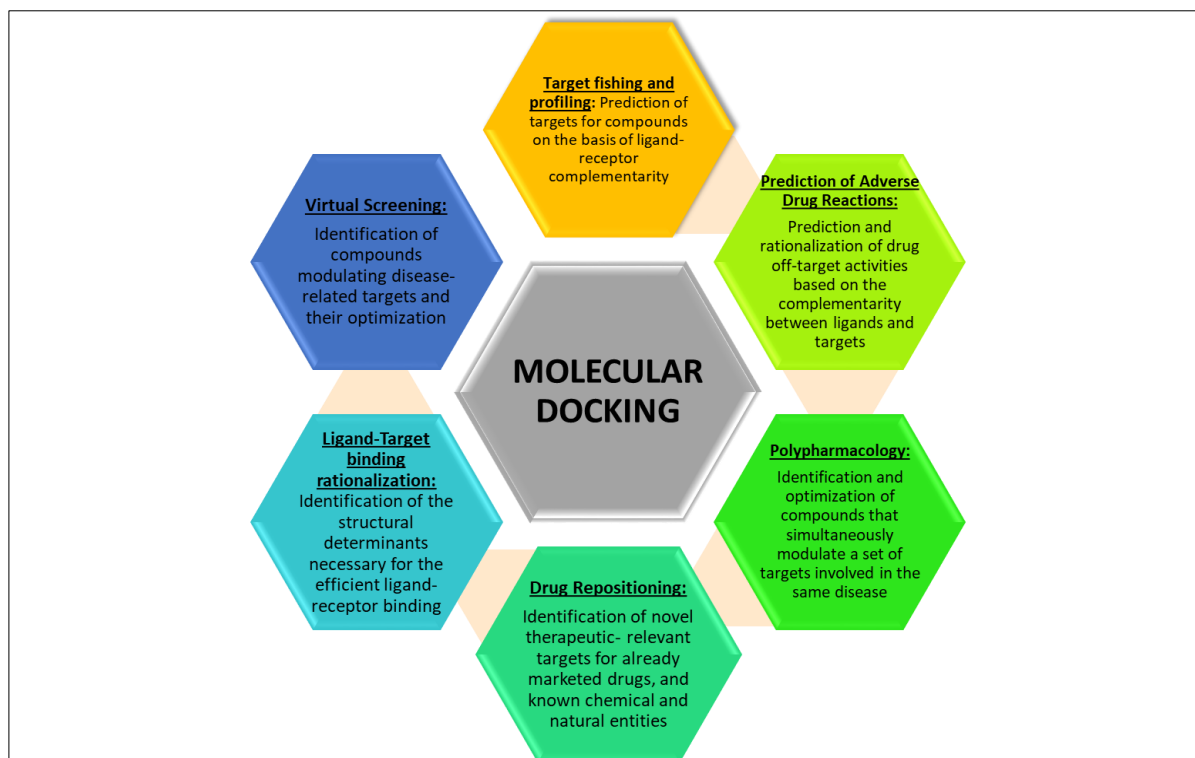 Target fishing and
profiling: Prediction of
targets for compounds
on the basis of ligand-
receptor
complementarity
Prediction of Adverse
Drug Reactions:
Prediction and
rationalization of drug
off-target activities
based on the
complementarity
between ligands and
targets
Polypharmacology:
Identification and
optimization of
compounds that
simultaneously
modulate a set of
targets involved in the
same disease
Drug Repositioning:
Identification of novel
therapeutic- relevant
targets for already
marketed drugs, and
known chemical and
natural entities
Ligand-Target
binding
rationalization:
Identification of the
structural
determinants
necessary for the
efficient ligand-
receptor binding
Virtual Screening:
Identification of
compounds
modulating disease-
related targets and
their optimization
MOLECULAR
DOCKING